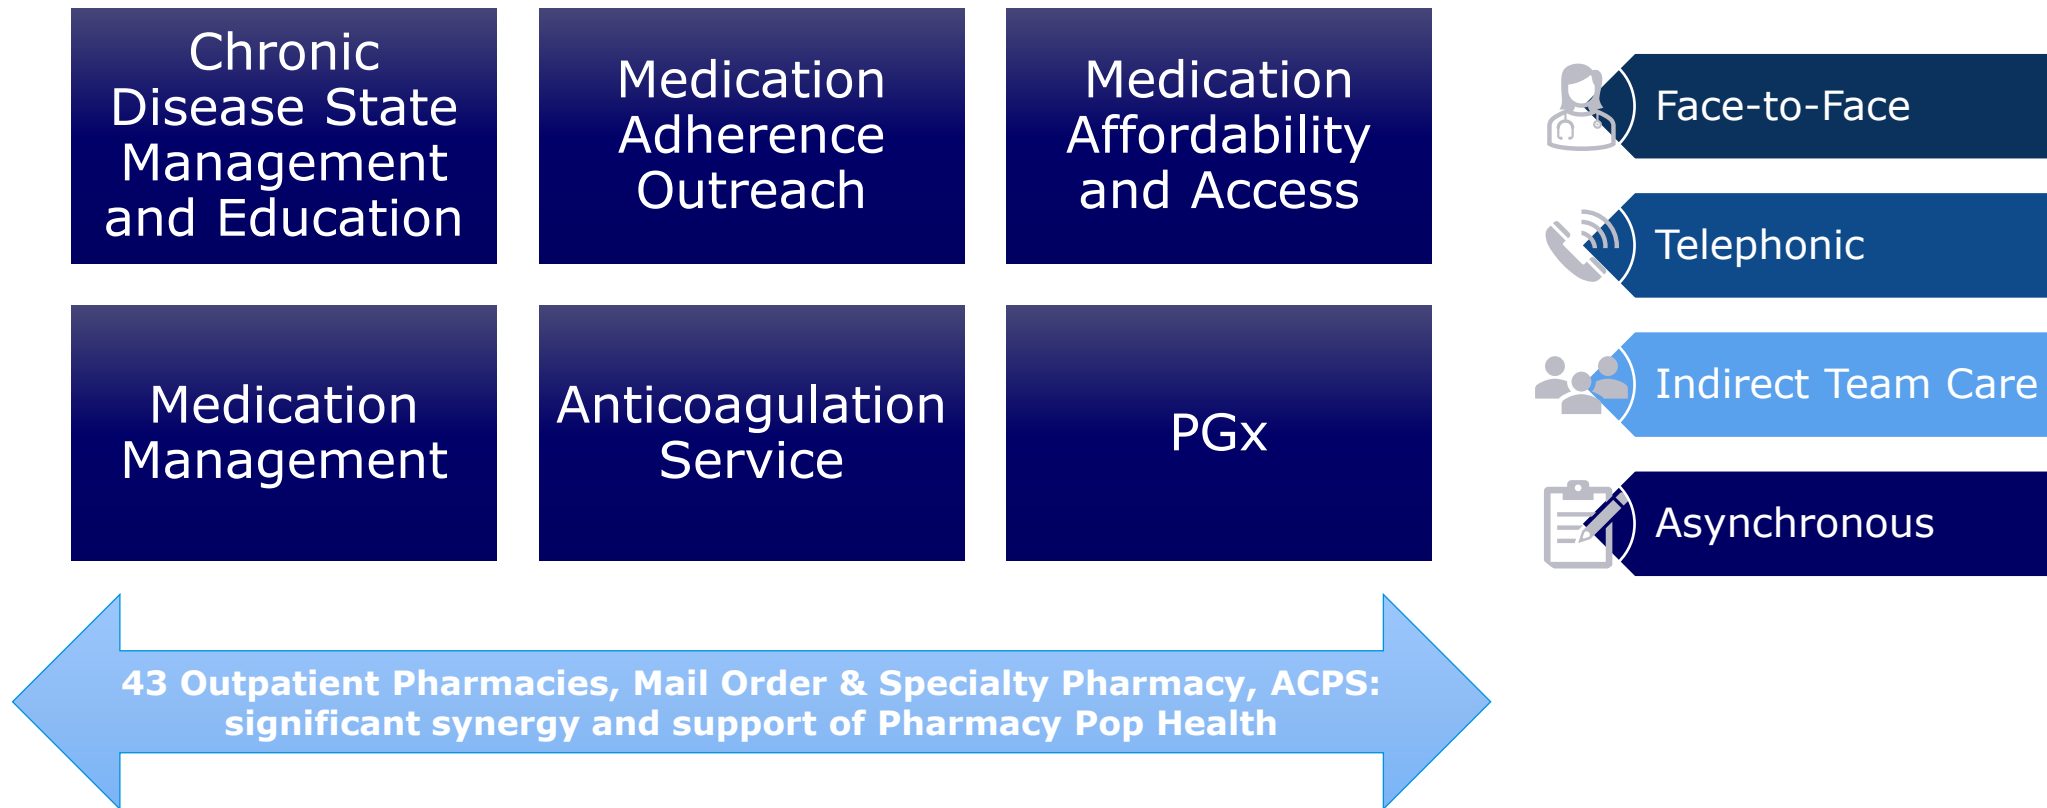 Chronic
Disease State
Management
and Education
Medication
Adherence
Outreach
Medication
Affordability
and Access
Medication
Management
Anticoagulation
Service
PGx
Face-to-Face
Telephonic
Indirect Team Care
Asynchronous
43 Outpatient Pharmacies, Mail Order & Specialty Pharmacy, ACPS:
significant synergy and support of Pharmacy Pop Health